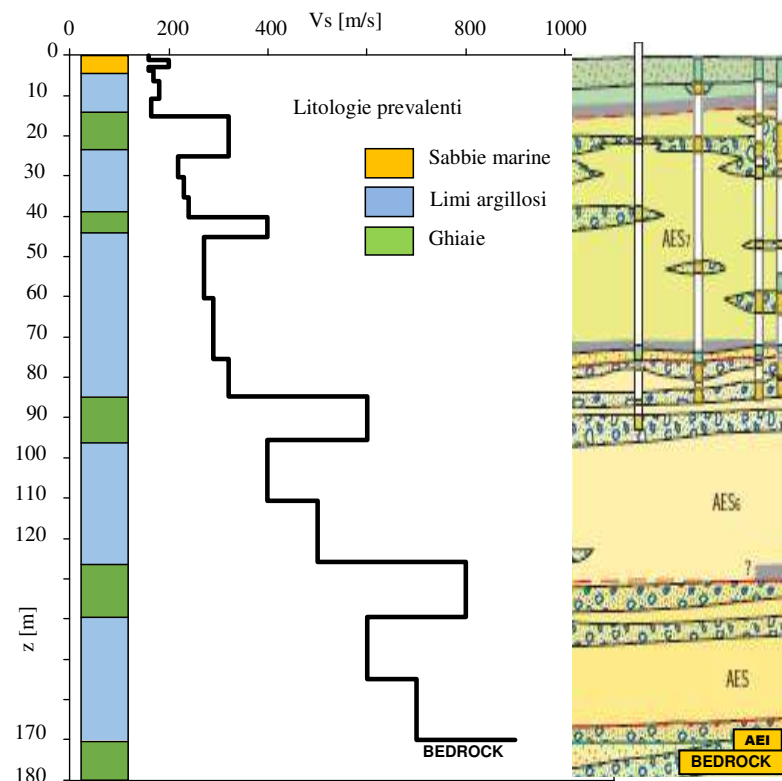 Vs [m/s]
0 200 400 800 1000
0
10
20
30
40
50
60
70
80
90
100
110
120
z [m]
170
180
Litologie prevalenti
Sabbie marine
Limi argillosi
Ghiaie
BEDROCK
AES7
AES6
?
AES
AEI
BEDROCK